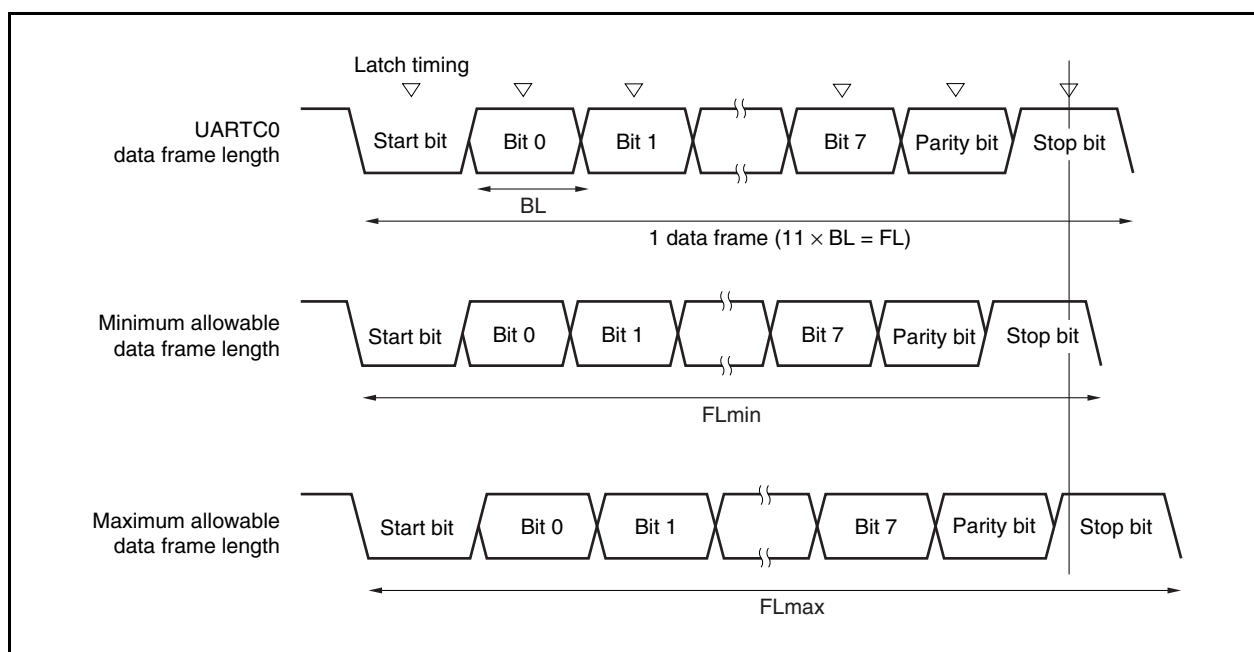 Latch timing
UARTC0
data frame length
Start bit
Bit 0
Bit 1
Bit 7
Parity bit
Stop bit
BL
1 data frame (11 × BL = FL)
Minimum allowable
data frame length
Start bit
Bit 0
Bit 1
Bit 7
Parity bit
Stop bit
FLmin
Maximum allowable
data frame length
Start bit
Bit 0
Bit 1
Bit 7
Parity bit
Stop bit
FLmax